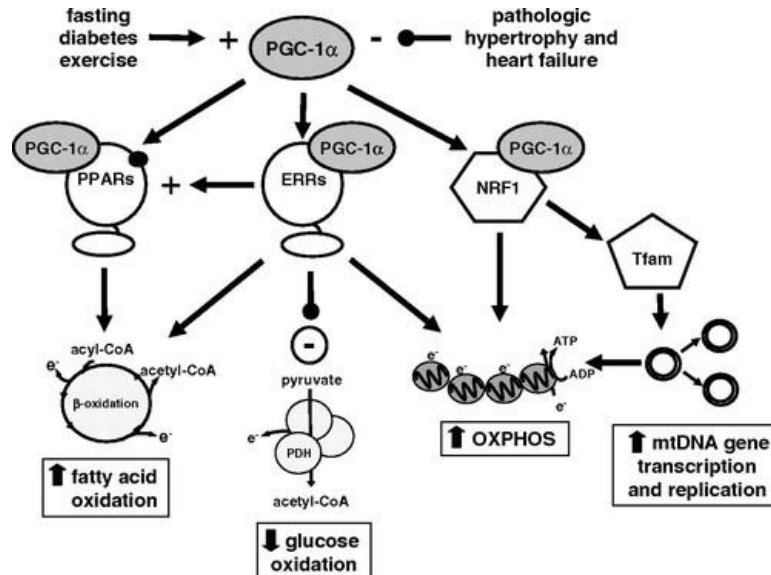 fasting
diabetes
exercise
+
PGC-1α
-
pathologic
hypertrophy and
heart failure
PGC-1α
PPARs
+
PGC-1α
ERRs
PGC-1α
NRF1
Tfam
acyl-CoA
e-
acetyl-CoA
β-oxidation
e-
fatty acid
oxidation
-
pyruvate
e-
PDH
acetyl-CoA
glucose
oxidation
e-
e-
e-
ATP
ADP
e-
OXPHOS
mtDNA gene
transcription
and replication